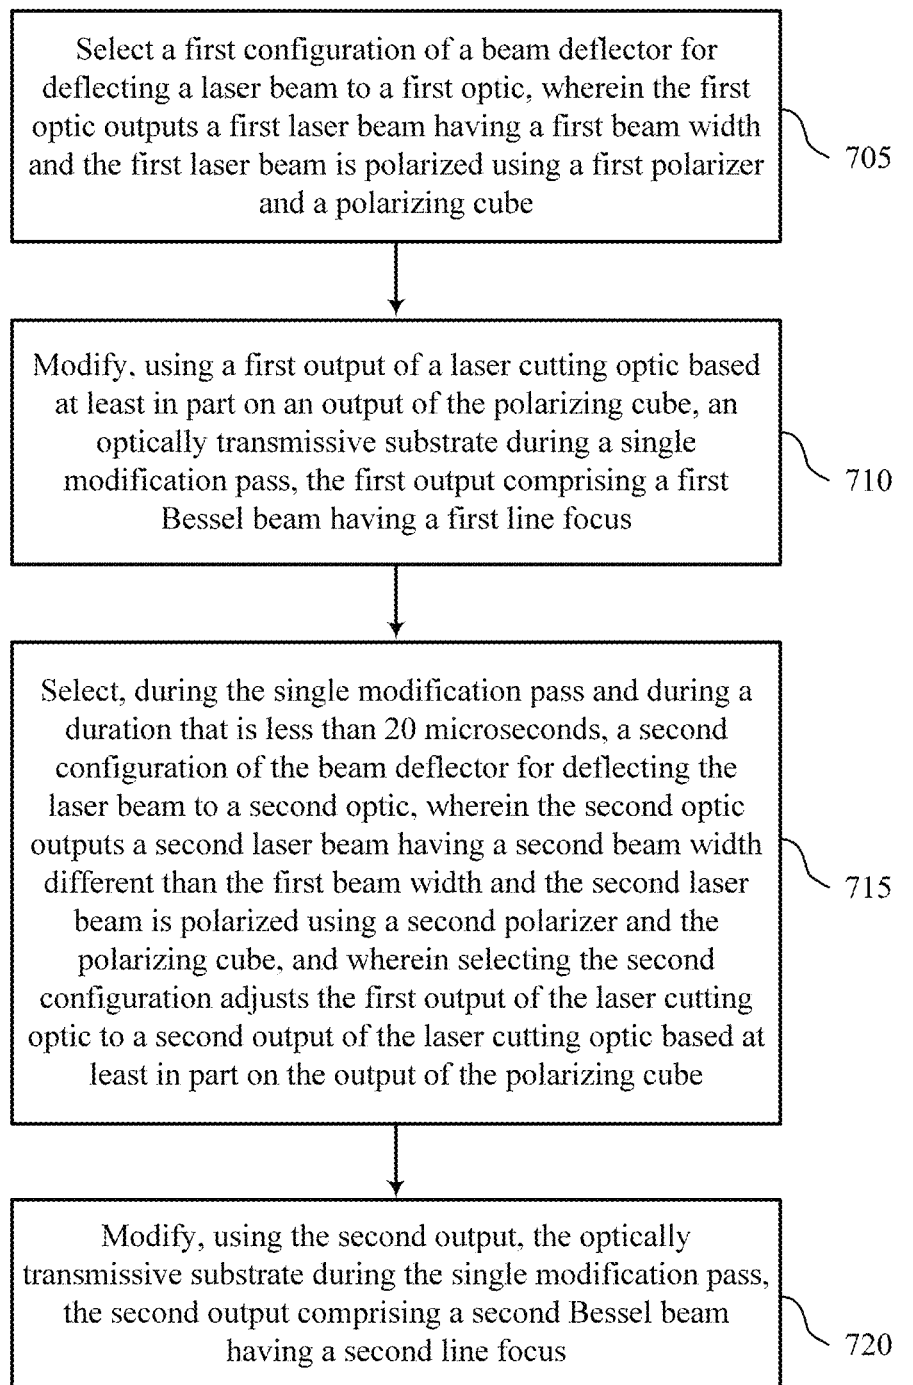 Select a first configuration of a beam deflector for
deflecting a laser beam to a first optic, wherein the first
optic outputs a first laser beam having a first beam width
and the first laser beam is polarized using a first polarizer
and a polarizing cube
705
Modify, using a first output of a laser cutting optic based
at least in part on an output of the polarizing cube, an
optically transmissive substrate during a single
modification pass, the first output comprising a first
Bessel beam having a first line focus
710
Select, during the single modification pass and during a
duration that is less than 20 microseconds, a second
configuration of the beam deflector for deflecting the
laser beam to a second optic, wherein the second optic
outputs a second laser beam having a second beam width
different than the first beam width and the second laser
beam is polarized using a second polarizer and the
polarizing cube, and wherein selecting the second
configuration adjusts the first output of the laser cutting
optic to a second output of the laser cutting optic based at
least in part on the output of the polarizing cube
715
Modify, using the second output, the optically
transmissive substrate during the single modification pass,
the second output comprising a second Bessel beam
having a second line focus
720